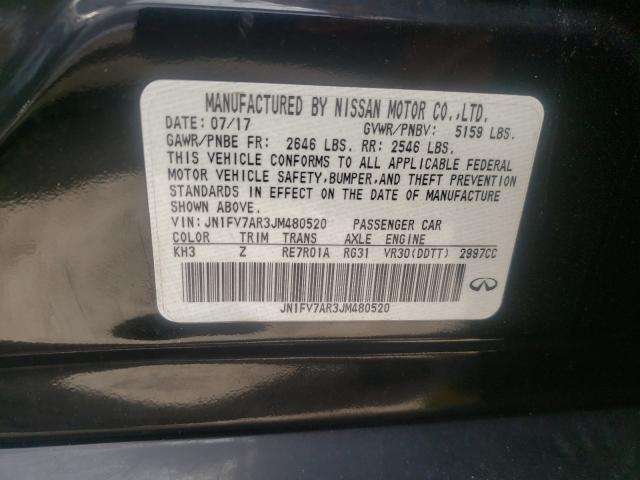 MANUFACTURED BY NISSAN MOTOR CO.,LTD.
DATE: 07/17 GVWR/PNBV: 5159 LBS.
GAWR/PNBE FR: 2646 LBS. RR: 2546 LBS.
THIS VEHICLE CONFORMS TO ALL APPLICABLE FEDERAL
MOTOR VEHICLE SAFETY, BUMPER, AND THEFT PREVENTION
STANDARDS IN EFFECT ON THE DATE OF MANUFACTURE
SHOWN ABOVE.
VIN: JN1FV7AR3JM480520 PASSENGER CAR
COLOR TRIM TRANS AXLE ENGINE
KH3 Z RE7R01A RG31 VR30(DDTT) 2997CC
JN1FV7AR3JM480520